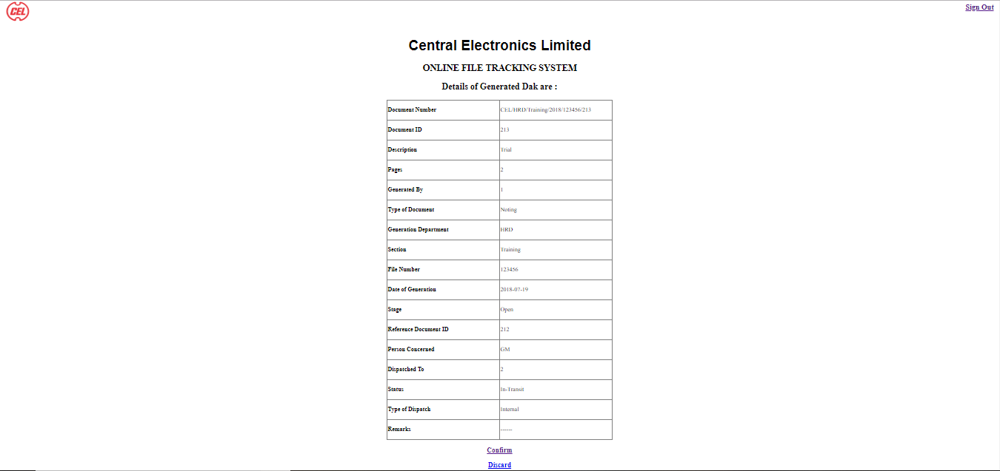 CEL
Sign Out
Central Electronics Limited
ONLINE FILE TRACKING SYSTEM
Details of Generated Dak are :
Document Number CEL/HRD/Training/2018/123456/213
Document ID 213
Description Trial
Pages 2
Generated By 1
Type of Document Noting
Generation Department HRD
Section Training
File Number 123456
Date of Generation 2018-07-19
Stage Open
Reference Document ID 212
Person Concerned GM
Dispatched To 2
Status In-Transit
Type of Dispatch Internal
Remarks ------
Confirm
Discard